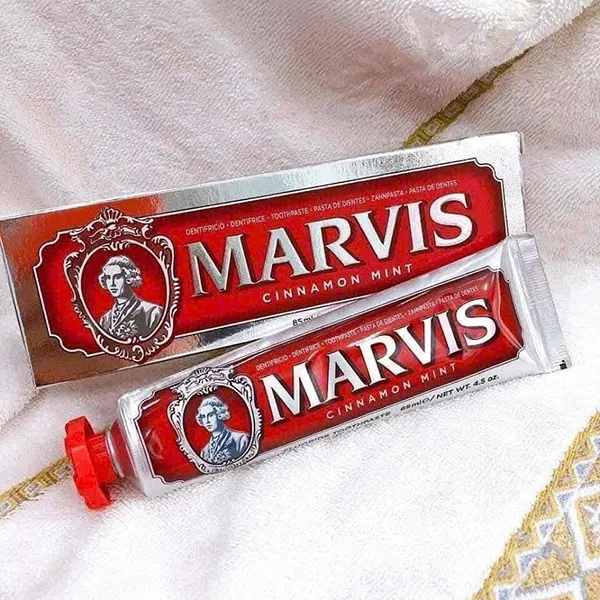 DENTIFRICIO · DENTIFRICE · TOOTHPASTE · PASTA DE DIENTES · ZAHNPASTA · PASTA DE DENTES
MARVIS
CINNAMON MINT
85ml
DENTIFRICIO · DENTIFRICE · TOOTHPASTE · PASTA DE DIENTES · ZAHNPASTA · PASTA DE DENTES
MARVIS
CINNAMON MINT
FLUORIDE TOOTHPASTE 85ml℮/ NET WT. 4.5 oz.